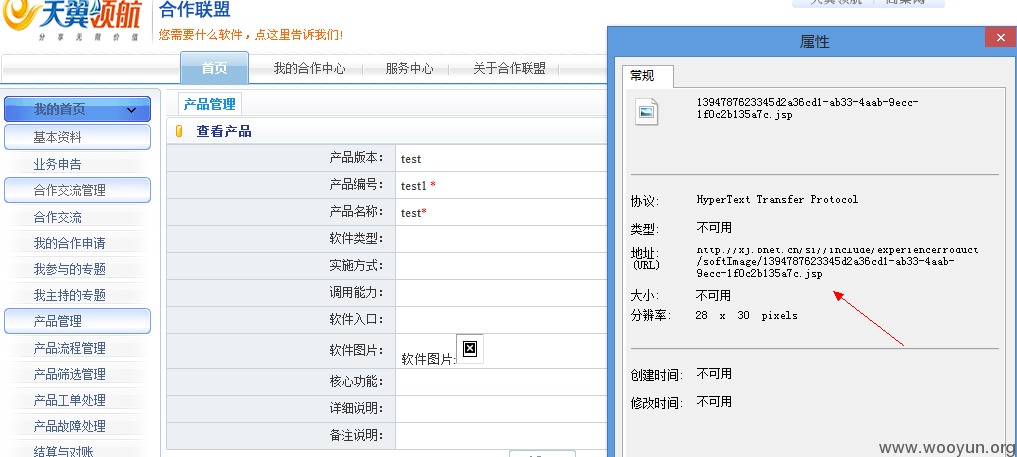 天翼领航
分享无限价值
合作联盟
您需要什么软件，点这里告诉我们!
首页
我的合作中心
服务中心
关于合作联盟
我的首页
基本资料
业务申告
合作交流管理
合作交流
我的合作申请
我参与的专题
我主持的专题
产品管理
产品流程管理
产品筛选管理
产品工单处理
产品故障处理
结算与对账
产品管理
查看产品
产品版本： test
产品编号： test1 *
产品名称： test*
软件类型：
实施方式：
调用能力：
软件入口：
软件图片： 软件图片:
核心功能：
详细说明：
备注说明：
属性
常规
1394787623345d2a36cd1-ab33-4aab-9ecc-
1f0c2b135a7c.jsp
协议: HyperText Transfer Protocol
类型: 不可用
地址:
(URL)
http://xj.bnet.cn/si//include/experienceProduct
/softImage/1394787623345d2a36cd1-ab33-4aab-
9ecc-1f0c2b135a7c.jsp
大小: 不可用
分辨率: 28 x 30 pixels
创建时间: 不可用
修改时间: 不可用
www.wooyun.org